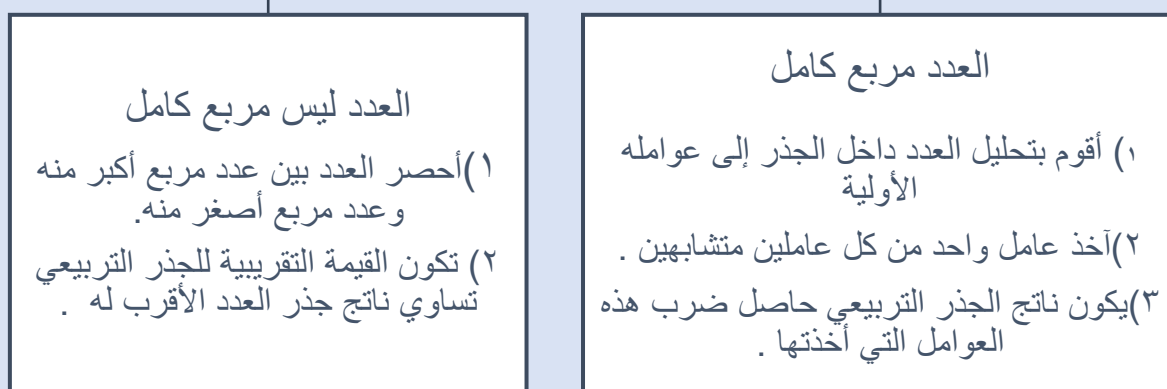 العدد مربع كامل
١) أقوم بتحليل العدد داخل الجذر إلى عوامله
الأولية
٢)آخذ عامل واحد من كل عاملين متشابهين .
٣)يكون ناتج الجذر التربيعي حاصل ضرب هذه
العوامل التي أخذتها .
العدد ليس مربع كامل
١)أحصر العدد بين عدد مربع أكبر منه
وعدد مربع أصغر منه.
٢) تكون القيمة التقريبية للجذر التربيعي
تساوي ناتج جذر العدد الأقرب له .